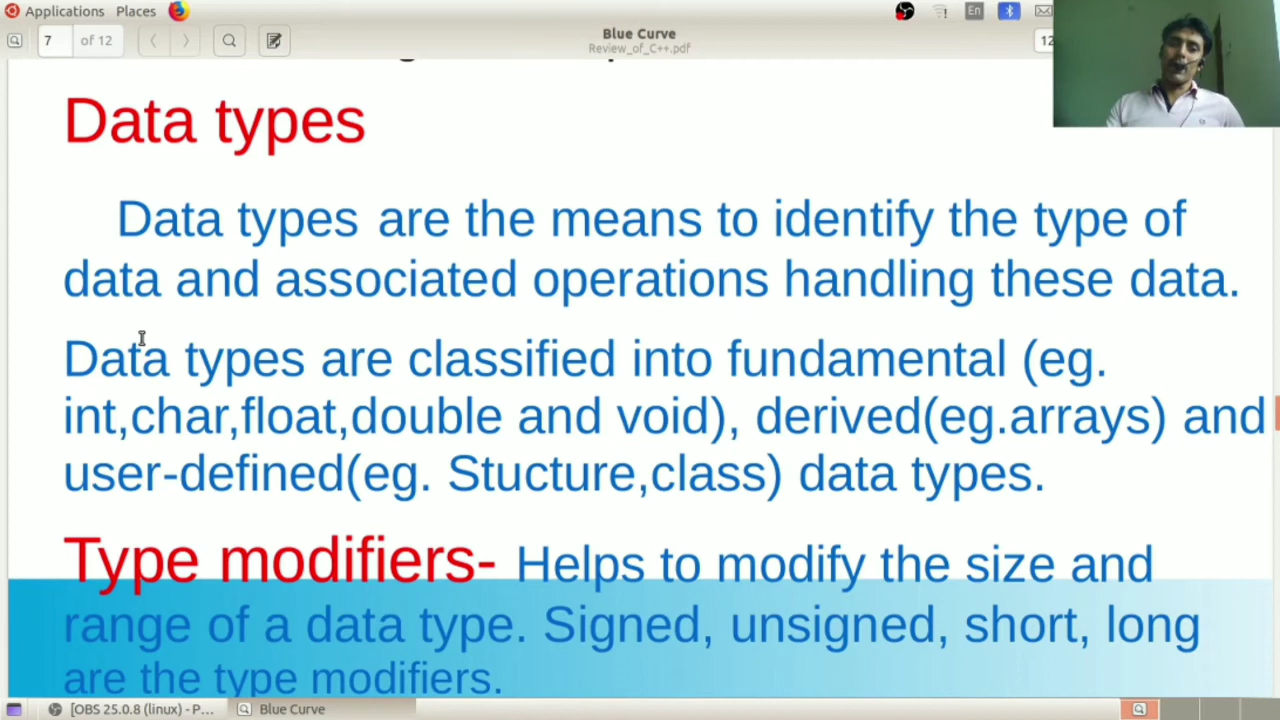 Applications Places En
7 of 12 Blue Curve 12
Review_of_C++.pdf
Data types
Data types are the means to identify the type of
data and associated operations handling these data.
Data types are classified into fundamental (eg.
int,char,float,double and void), derived(eg.arrays) and
user-defined(eg. Stucture,class) data types.
Type modifiers- Helps to modify the size and
range of a data type. Signed, unsigned, short, long
are the type modifiers.
[OBS 25.0.8 (linux) - P... Blue Curve